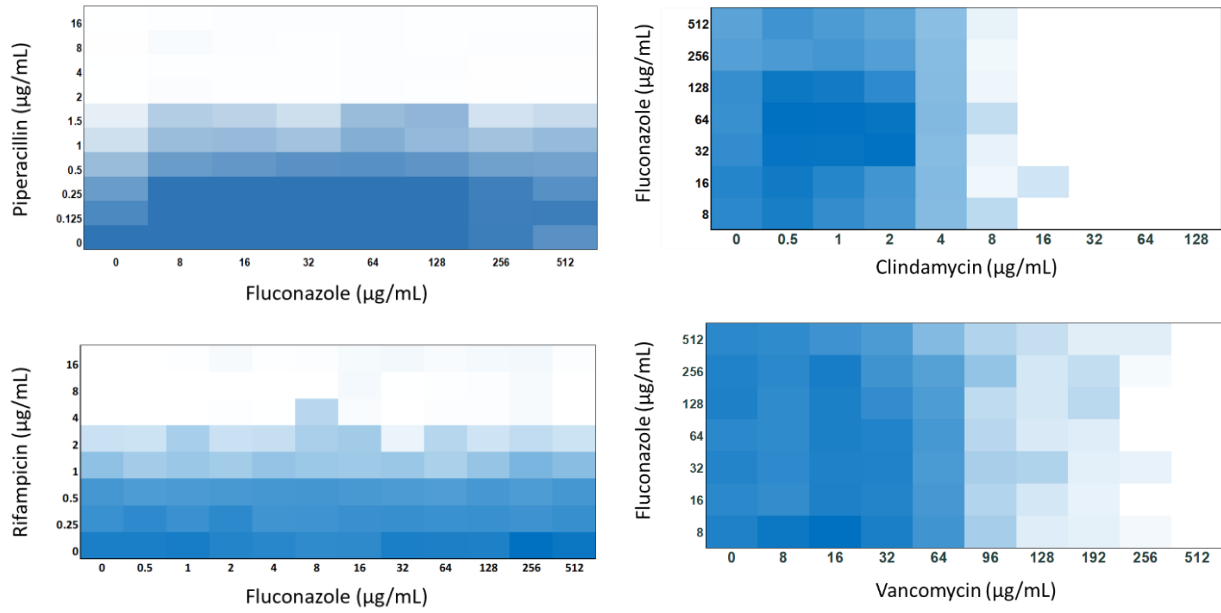 Piperacillin (µg/mL)
16
8
4
2
1.5
1
0.5
0.25
0.125
0
0 8 16 32 64 128 256 512
Fluconazole (µg/mL)
Fluconazole (µg/mL)
512
256
128
64
32
16
8
0 0.5 1 2 4 8 16 32 64 128
Clindamycin (µg/mL)
Rifampicin (µg/mL)
16
8
4
2
1
0.5
0.25
0
0 0.5 1 2 4 8 16 32 64 128 256 512
Fluconazole (µg/mL)
Fluconazole (µg/mL)
512
256
128
64
32
16
8
0 8 16 32 64 96 128 192 256 512
Vancomycin (µg/mL)